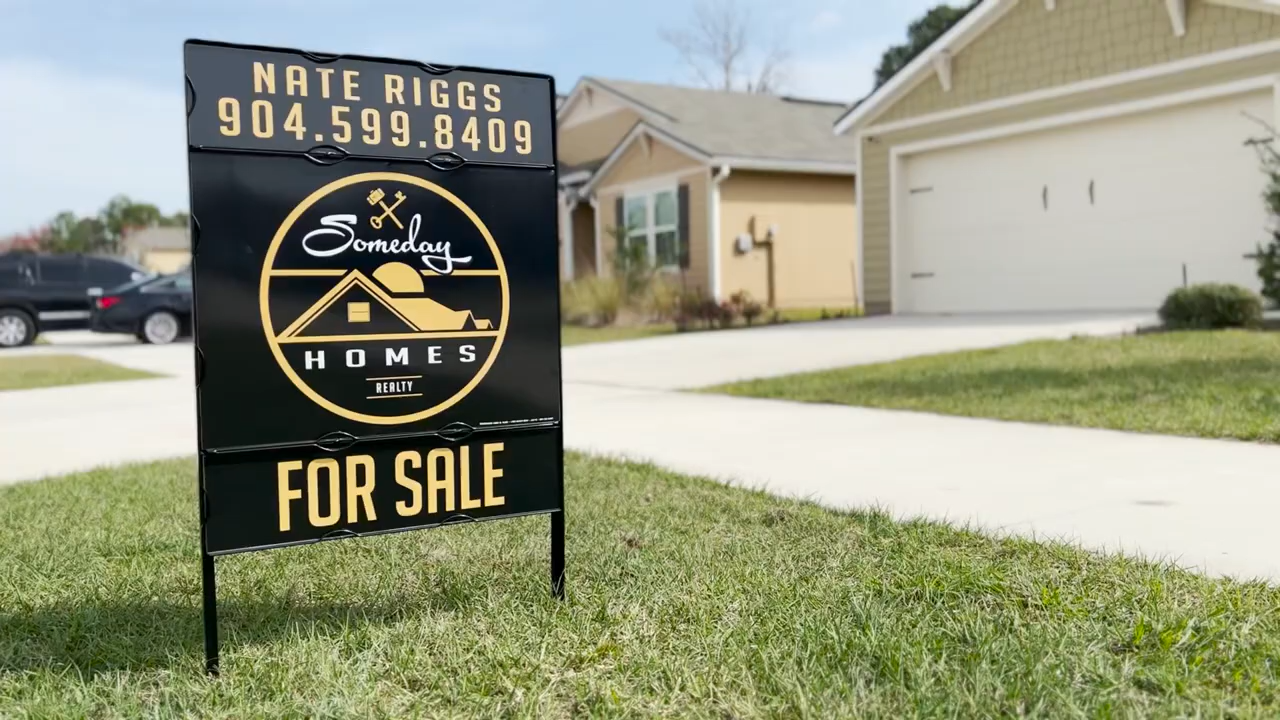 NATE RIGGS
904.599.8409
Someday
HOMES
REALTY
FOR SALE